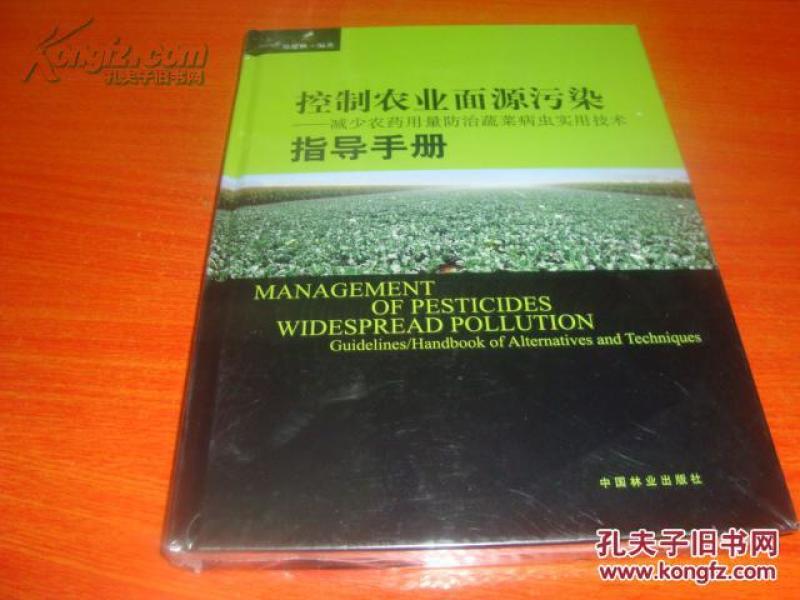 Kongfz.com
孔夫子旧书网
编著
控制农业面源污染
——减少农药用量防治蔬菜病虫实用技术
指导手册
MANAGEMENT
OF PESTICIDES
WIDESPREAD POLLUTION
Guidelines/Handbook of Alternatives and Techniques
中国林业出版社
孔夫子旧书网
www.kongfz.com